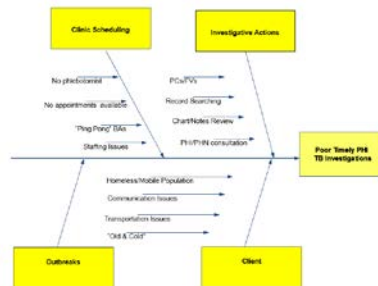 Clinic Scheduling
Investigative Actions
No phlebotomist
No appointments available
"Ping Pong" BAs
Staffing Issues
PCs/FVs
Record Searching
Chart/Notes Review
PHI/PHN consultation
Poor Timely PHI
TB Investigations
Homeless/Mobile Population
Communication Issues
Transportation Issues
"Old & Cold"
Outbreaks
Client